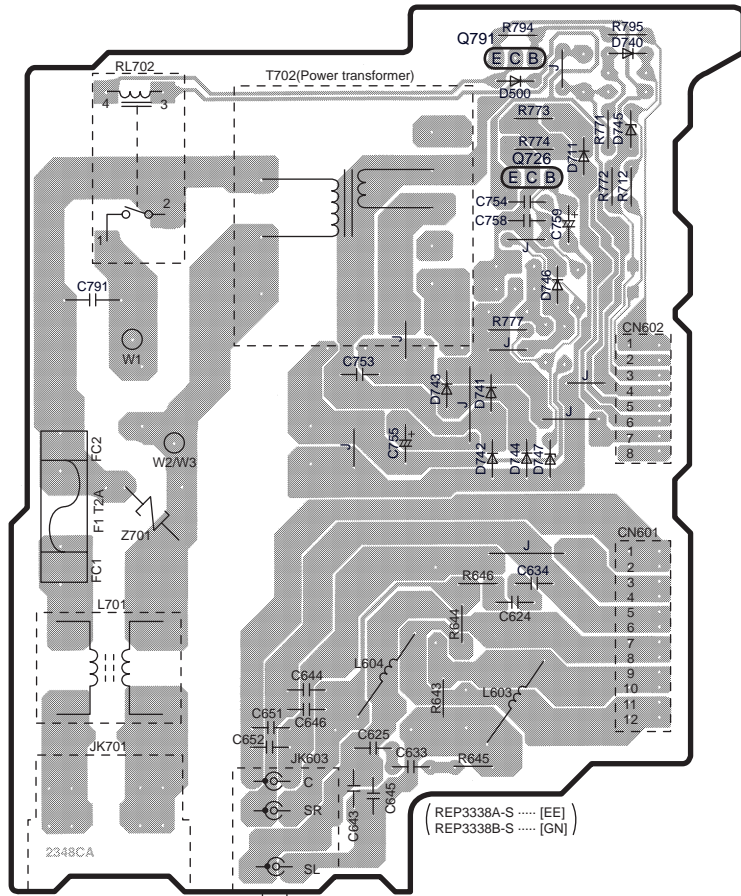 R794
R795
Q791
D740
E C B
RL702
T702(Power transformer)
J
4
3
D500
R773
R771
D745
R774
D711
Q726
E C B
R772
R712
C754
2
C758
C759
1
J
D746
C791
R777
CN602
J
1
W1
J
2
C753
3
D743
D741
J
4
J
J
5
6
FC2
C755
7
J
W2/W3
D742
D744
D747
8
F1 T2A
Z701
CN601
FC1
J
1
2
R646
C634
3
4
L701
C624
5
R644
6
7
L604
8
C644
R643
L603
9
10
C651
C646
11
C652
C625
12
JK701
JK603
C633
R645
C
C643
C645
SR
( REP3338A-S ····· [EE]
REP3338B-S ····· [GN] )
2348CA
SL